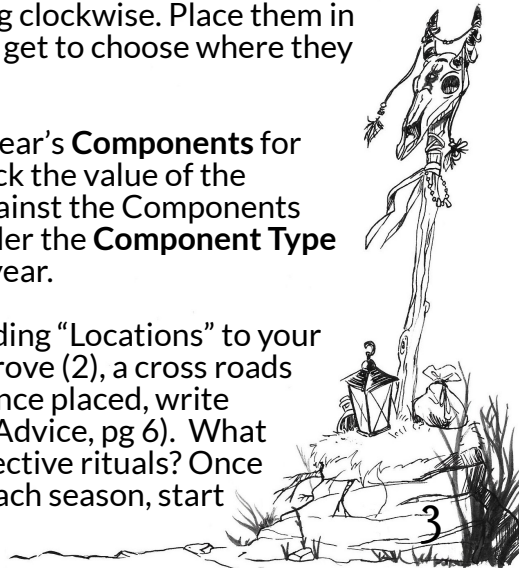 g clockwise. Place them in
get to choose where they
ear's Components for
ck the value of the
ainst the Components
der the Component Type
year.
ding “Locations” to your
rove (2), a cross roads
nce placed, write
Advice, pg 6). What
ective rituals? Once
ach season, start
3